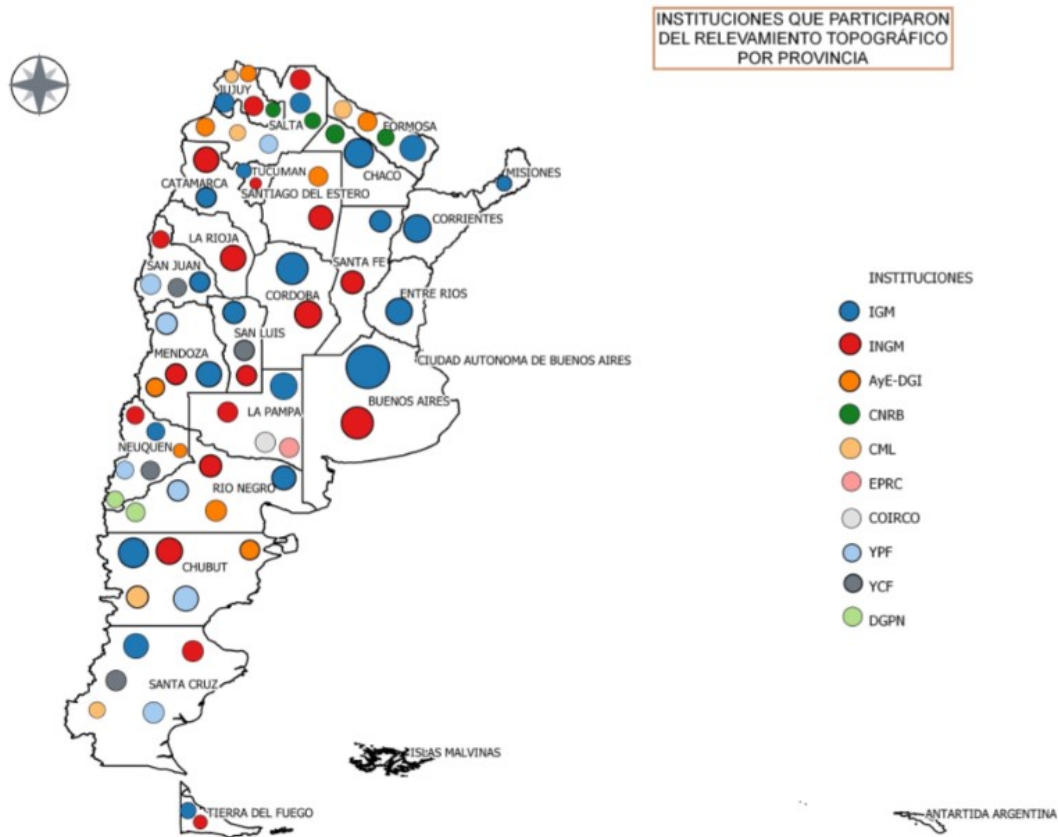 INSTITUCIONES QUE PARTICIPARON
DEL RELEVAMIENTO TOPOGRÁFICO
POR PROVINCIA
JUJUY
SALTA
FORMOSA
CHACO
MISIONES
TUCUMAN
CATAMARCA
SANTIAGO DEL ESTERO
CORRIENTES
LA RIOJA
SANTA FE
SAN JUAN
CORDOBA
ENTRE RIOS
SAN LUIS
MENDOZA
CIUDAD AUTONOMA DE BUENOS AIRES
BUENOS AIRES
LA PAMPA
NEUQUEN
RIO NEGRO
CHUBUT
SANTA CRUZ
ISLAS MALVINAS
TIERRA DEL FUEGO
ANTARTIDA ARGENTINA
INSTITUCIONES
IGM
INGM
AyE-DGI
CNRB
CML
EPRC
COIRCO
YPF
YCF
DGPN